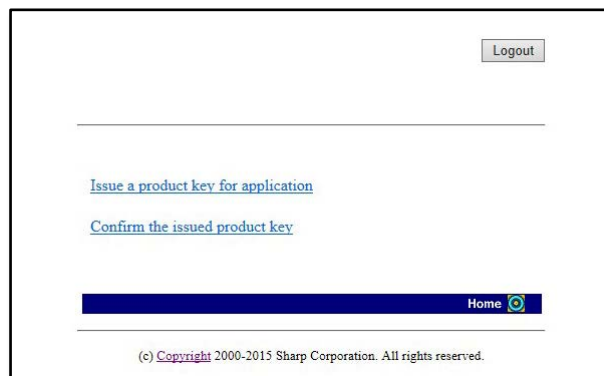 Logout
Issue a product key for application
Confirm the issued product key
Home
(c) Copyright 2000-2015 Sharp Corporation. All rights reserved.